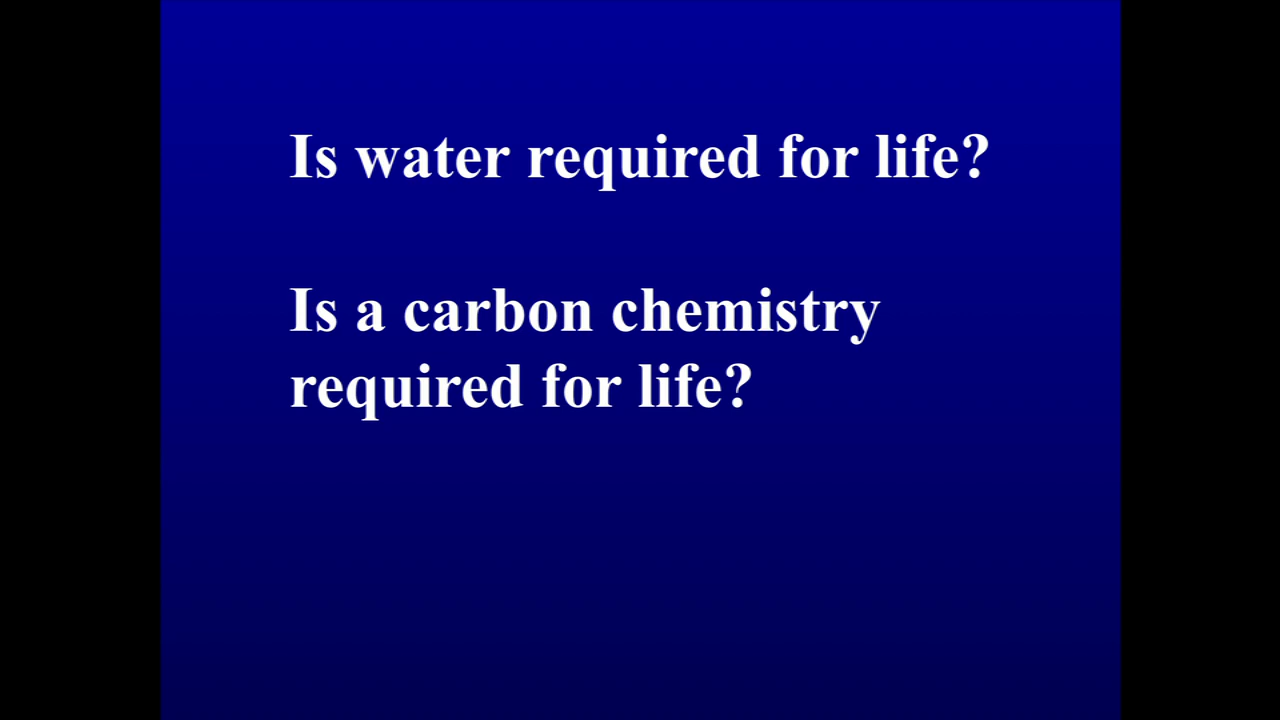 Is water required for life?
Is a carbon chemistry
required for life?